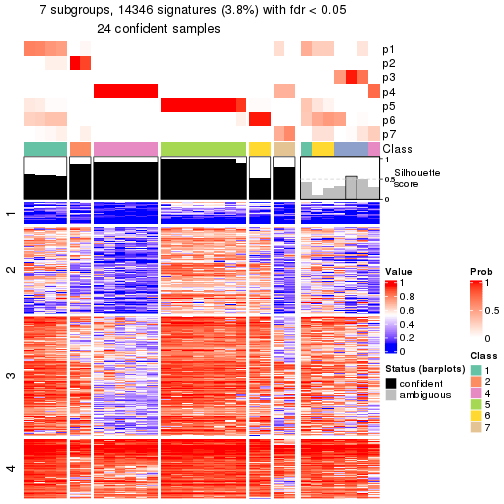 7 subgroups, 14346 signatures (3.8%) with fdr < 0.05
24 confident samples
p1
p2
p3
p4
p5
p6
p7
Class
1
0.5
0
Silhouette
score
1
2
3
4
Value
1
0.8
0.6
0.4
0.2
0
Status (barplots)
confident
ambiguous
Prob
1
0.5
0
Class
1
2
4
5
6
7